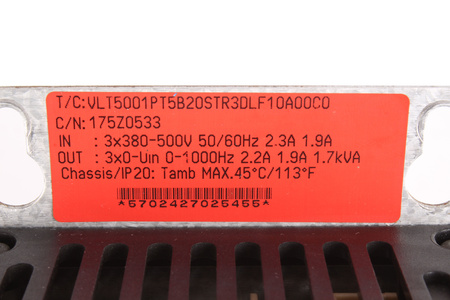 T/C:VLT5001PT5B20STR3DLF10A00C0
C/N: 175Z0533
IN : 3x380-500V 50/60Hz 2.3A 1.9A
OUT : 3x0-Uin 0-1000Hz 2.2A 1.9A 1.7kVA
Chassis/IP20: Tamb MAX.45°C/113°F
*5702427025455*